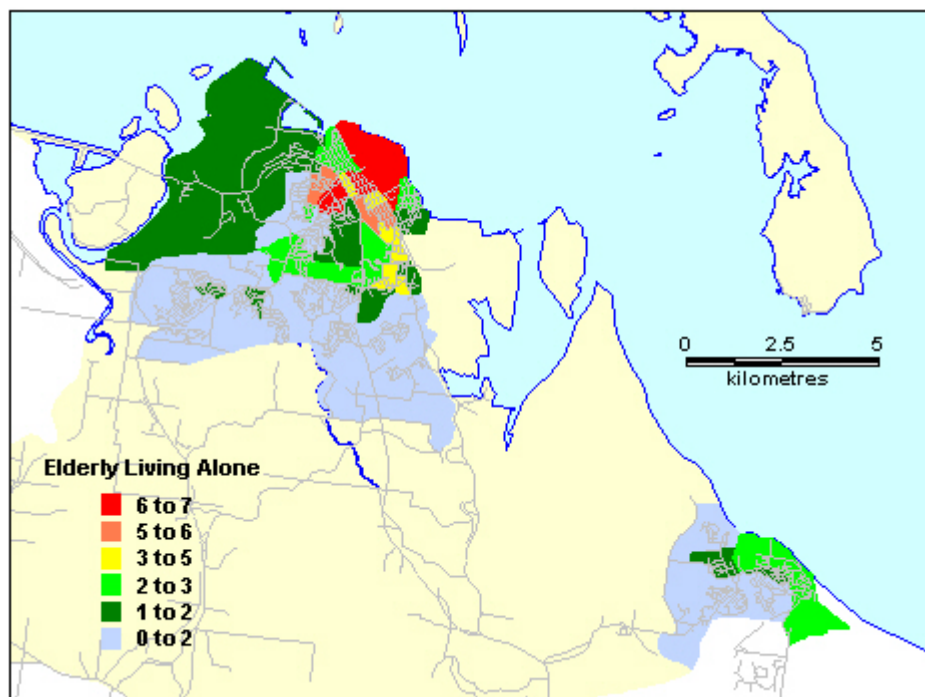 0 2.5 5
kilometres
Elderly Living Alone
6 to 7
5 to 6
3 to 5
2 to 3
1 to 2
0 to 2